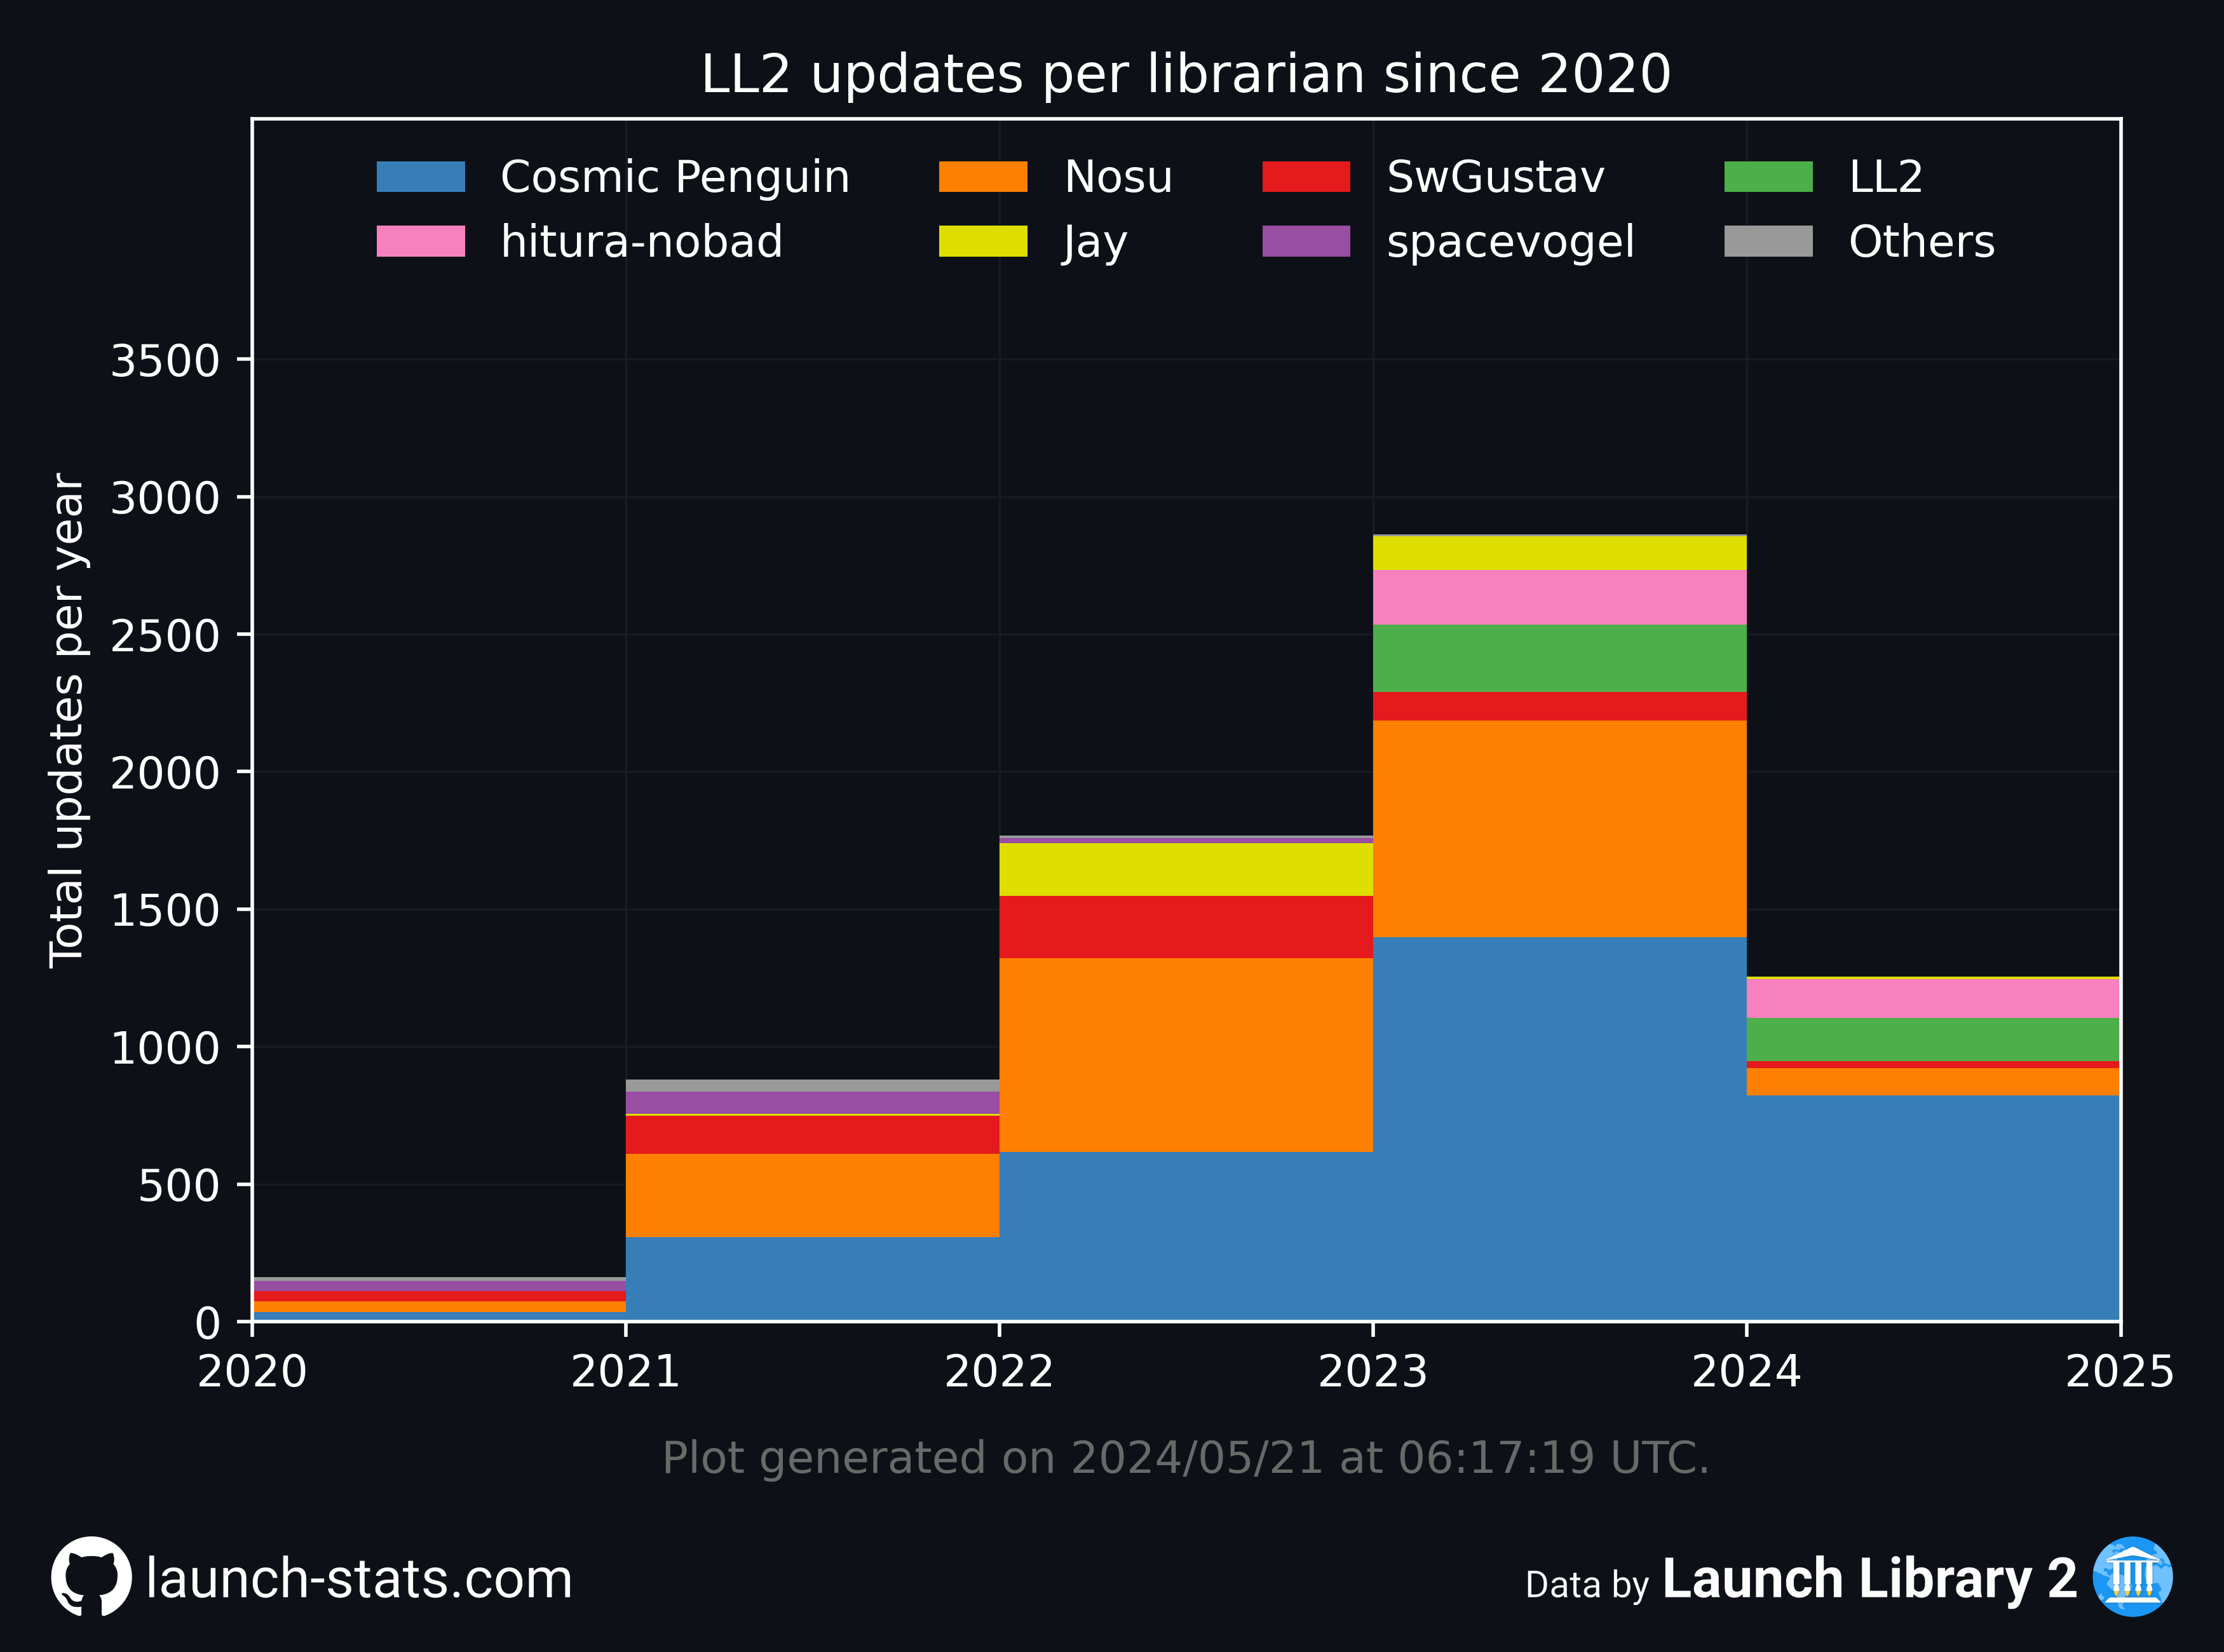 LL2 updates per librarian since 2020
Cosmic Penguin Nosu SwGustav LL2
hitura-nobad Jay spacevogel Others
Total updates per year
3500
3000
2500
2000
1500
1000
500
0
2020 2021 2022 2023 2024 2025
Plot generated on 2024/05/21 at 06:17:19 UTC.
launch-stats.com
Data by Launch Library 2